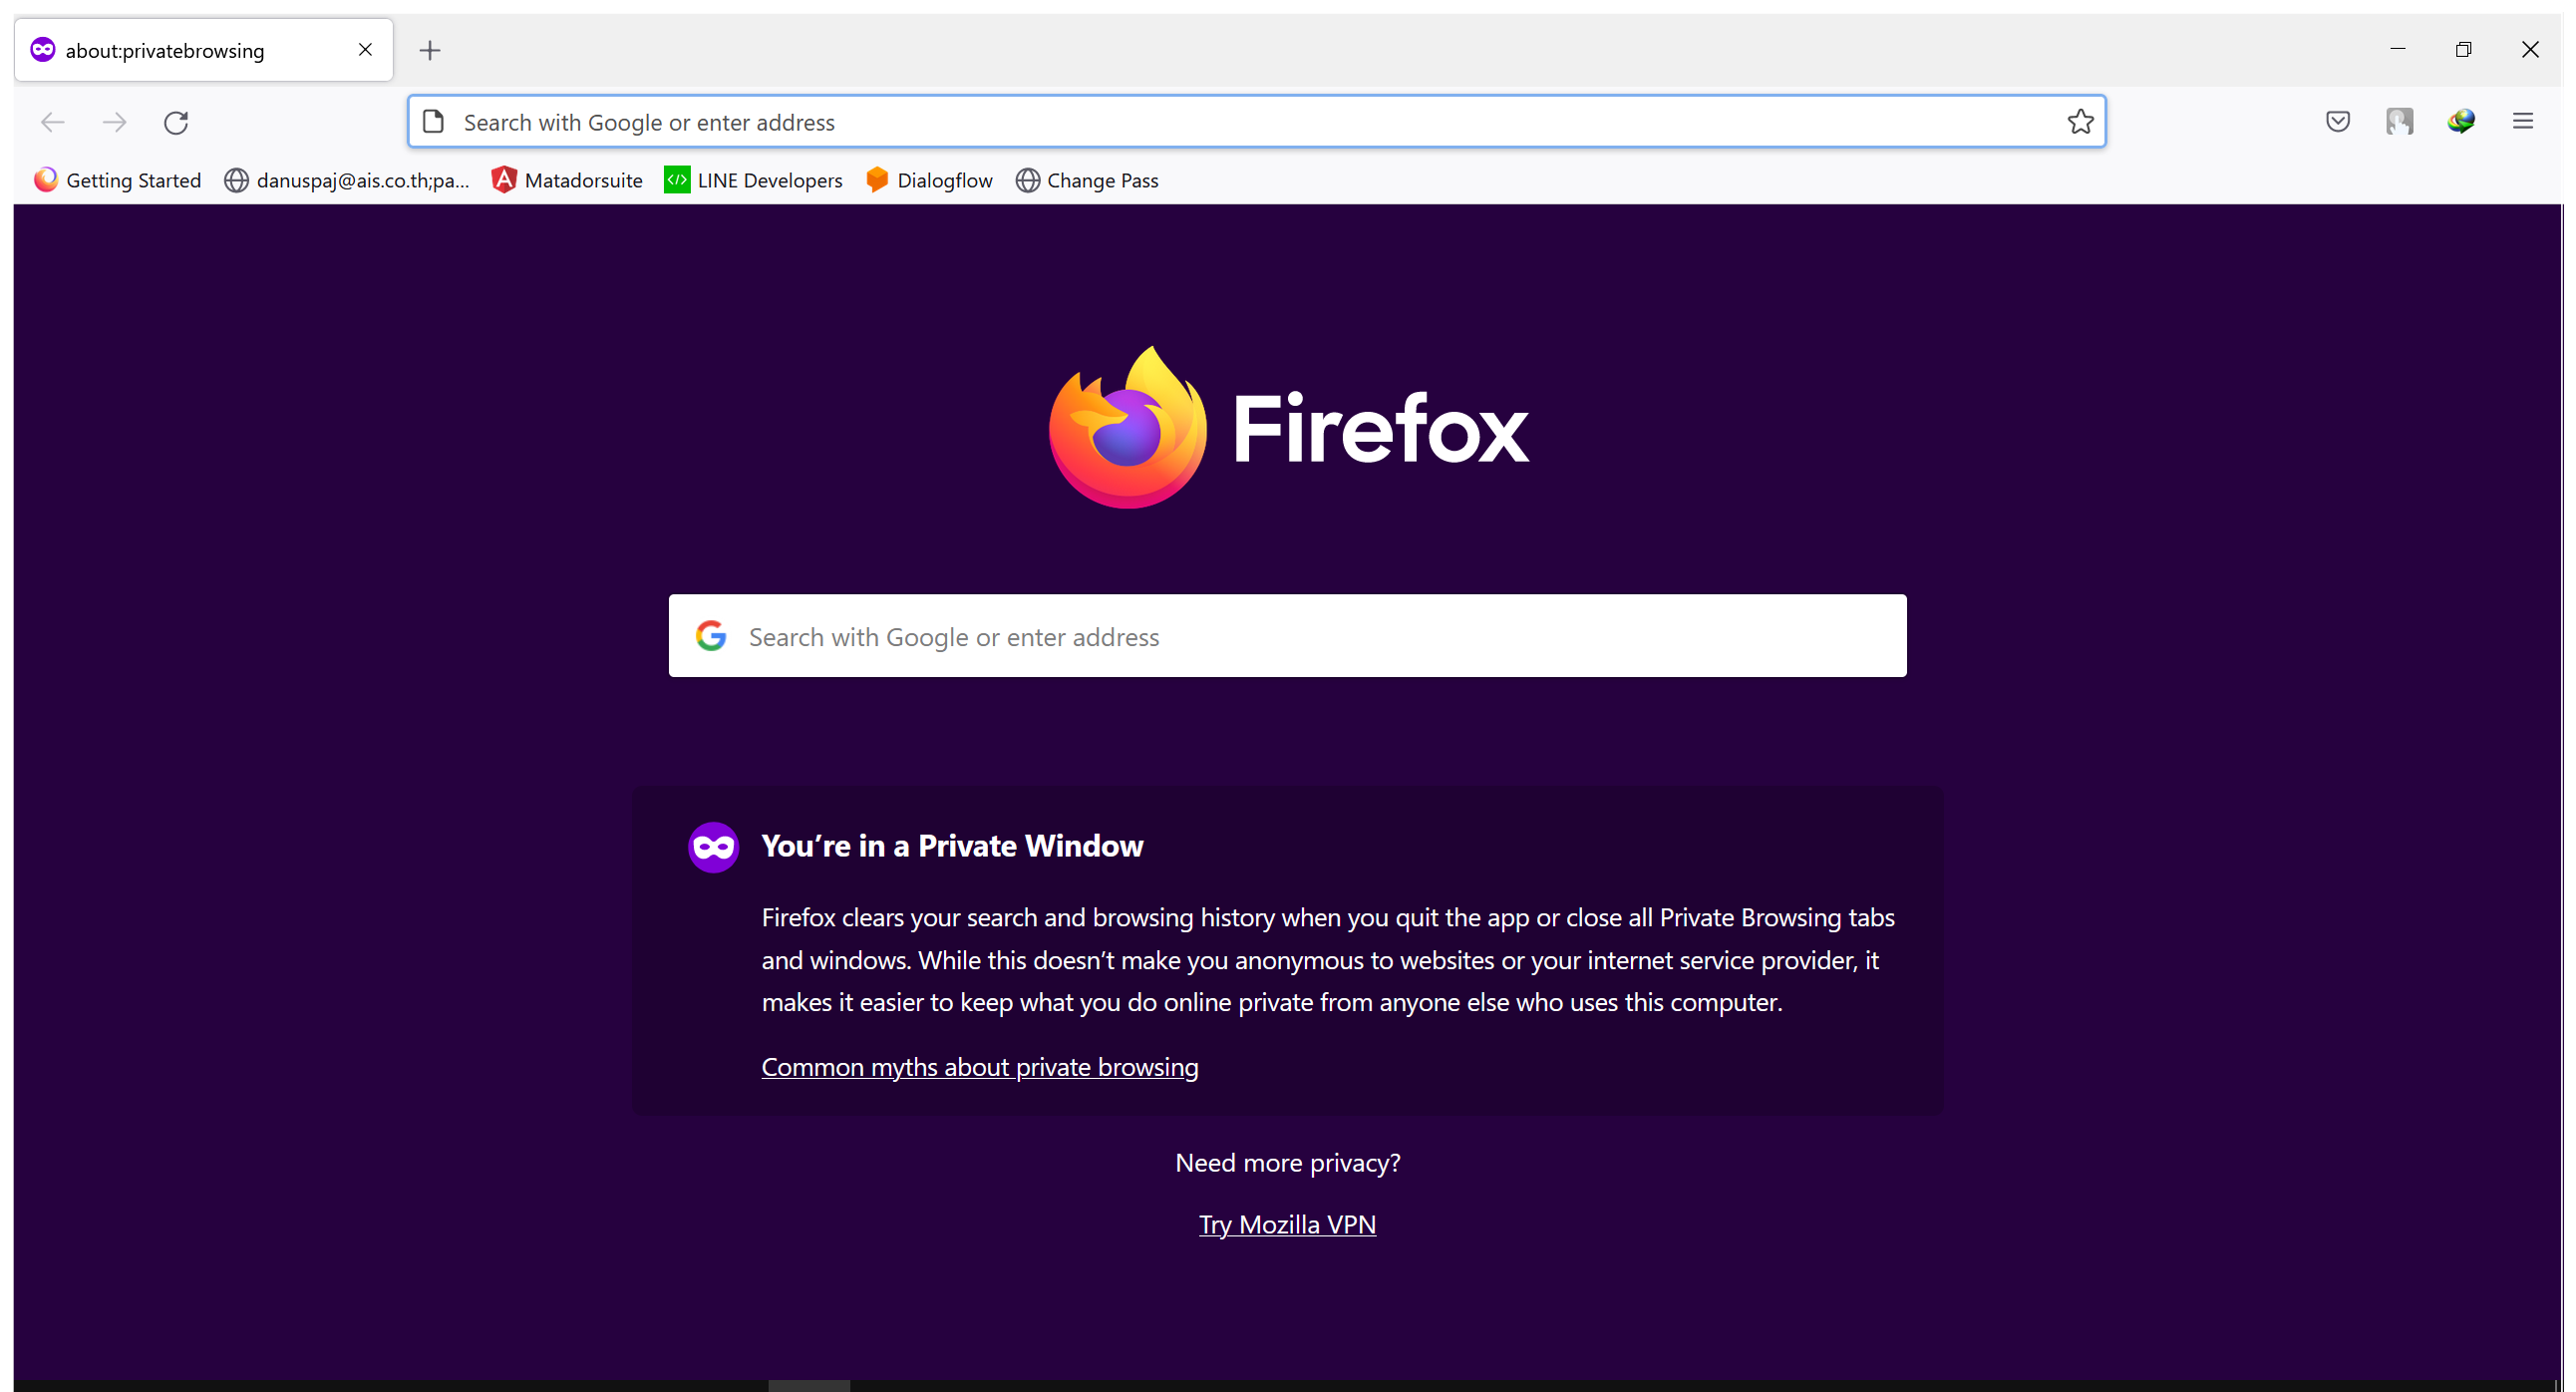 about:privatebrowsing
Search with Google or enter address
Getting Started danuspaj@ais.co.th;pa... Matadorsuite LINE Developers Dialogflow Change Pass
Firefox
Search with Google or enter address
You’re in a Private Window
Firefox clears your search and browsing history when you quit the app or close all Private Browsing tabs
and windows. While this doesn’t make you anonymous to websites or your internet service provider, it
makes it easier to keep what you do online private from anyone else who uses this computer.
Common myths about private browsing
Need more privacy?
Try Mozilla VPN